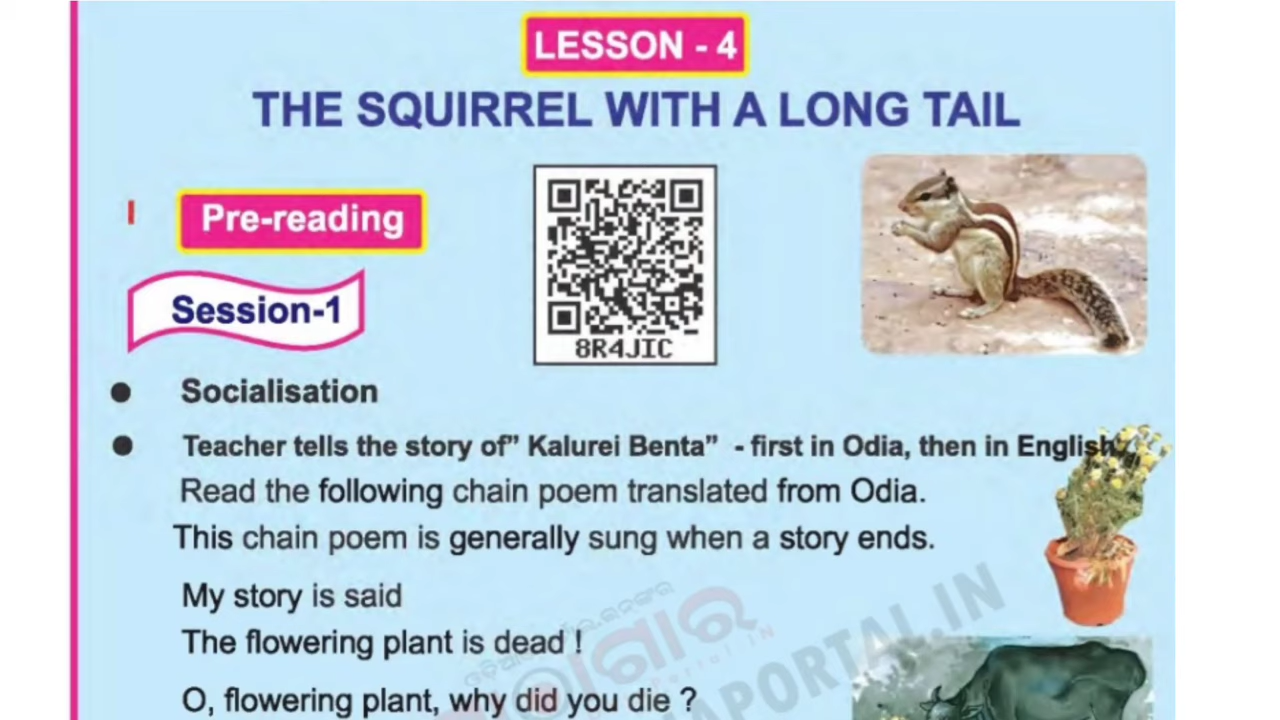 LESSON - 4
THE SQUIRREL WITH A LONG TAIL
I Pre-reading
8R4JIC
Session-1
● Socialisation
● Teacher tells the story of” Kalurei Benta” - first in Odia, then in English.
Read the following chain poem translated from Odia.
This chain poem is generally sung when a story ends.
My story is said
The flowering plant is dead !
O, flowering plant, why did you die ?